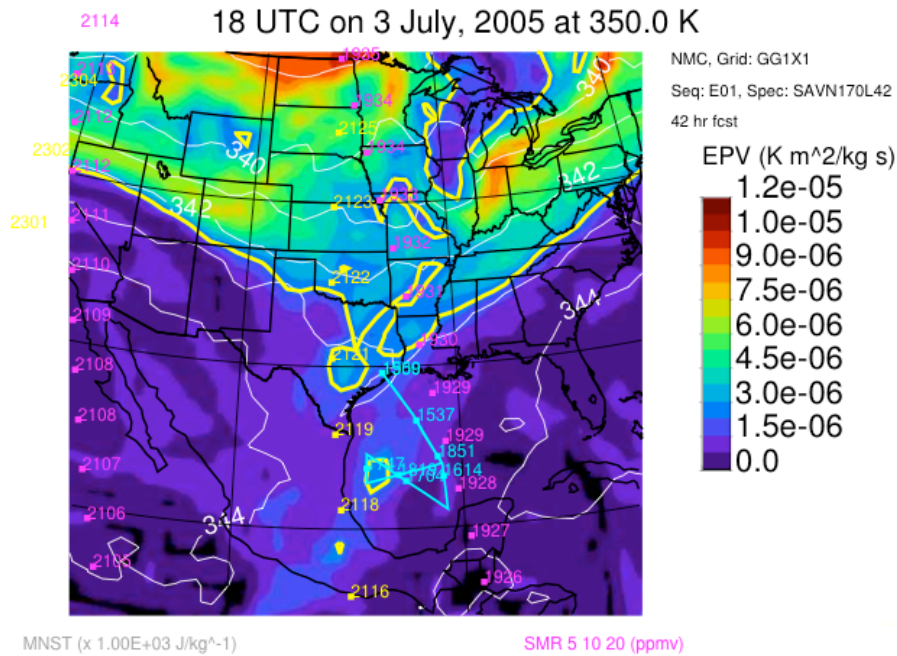 18 UTC on 3 July, 2005 at 350.0 K
2114
NMC, Grid: GG1X1
Seq: E01, Spec: SAVN170L42
42 hr fcst
EPV (K m^2/kg s)
1.2e-05
1.0e-05
9.0e-06
7.5e-06
6.0e-06
4.5e-06
3.0e-06
1.5e-06
0.0
1935
2304
340
1934
2112
2125
2302
340
1934
2112
342
342
2123
2111
2301
1932
2110
2122
1931
344
2109
1930
2121
2108
1929
2108
1537
2119
1929
1851
2107
1614
1928
2106
2118
344
1927
2105
1926
2116
MNST (x 1.00E+03 J/kg^-1)
SMR 5 10 20 (ppmv)